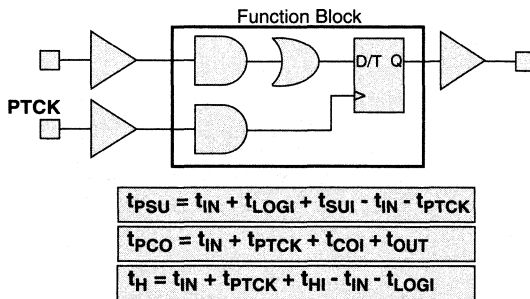 Function Block
D/T Q
PTCK
tPSU = tIN + tLOGI + tSUI - tIN - tPTCK
tPCO = tIN + tPTCK + tCOI + tOUT
tH = tIN + tPTCK + tHI - tIN - tLOGI